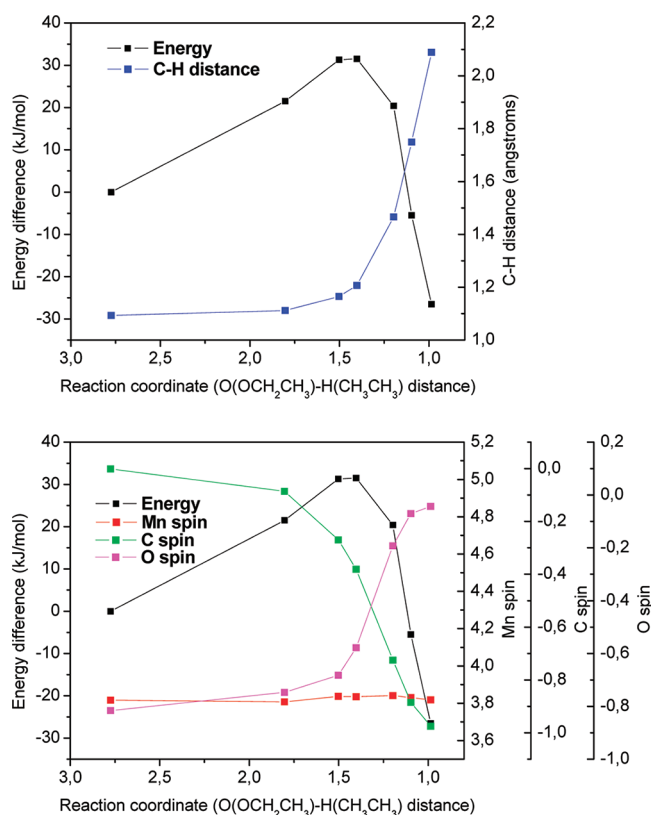 40
30
20
10
0
-10
-20
-30
Energy difference (kJ/mol)
Energy
C-H distance
2,2
2,0
1,8
1,6
1,4
1,2
1,0
C-H distance (angstroms)
3,0 2,5 2,0 1,5 1,0
Reaction coordinate (O(OCH₂CH₃)-H(CH₃CH₃) distance)
40
30
20
10
0
-10
-20
-30
Energy difference (kJ/mol)
Energy
Mn spin
C spin
O spin
5,2
5,0
4,8
4,6
4,4
4,2
4,0
3,8
3,6
Mn spin
0,0
-0,2
-0,4
-0,6
-0,8
-1,0
C spin
0,2
0,0
-0,2
-0,4
-0,6
-0,8
-1,0
O spin
3,0 2,5 2,0 1,5 1,0
Reaction coordinate (O(OCH₂CH₃)-H(CH₃CH₃) distance)